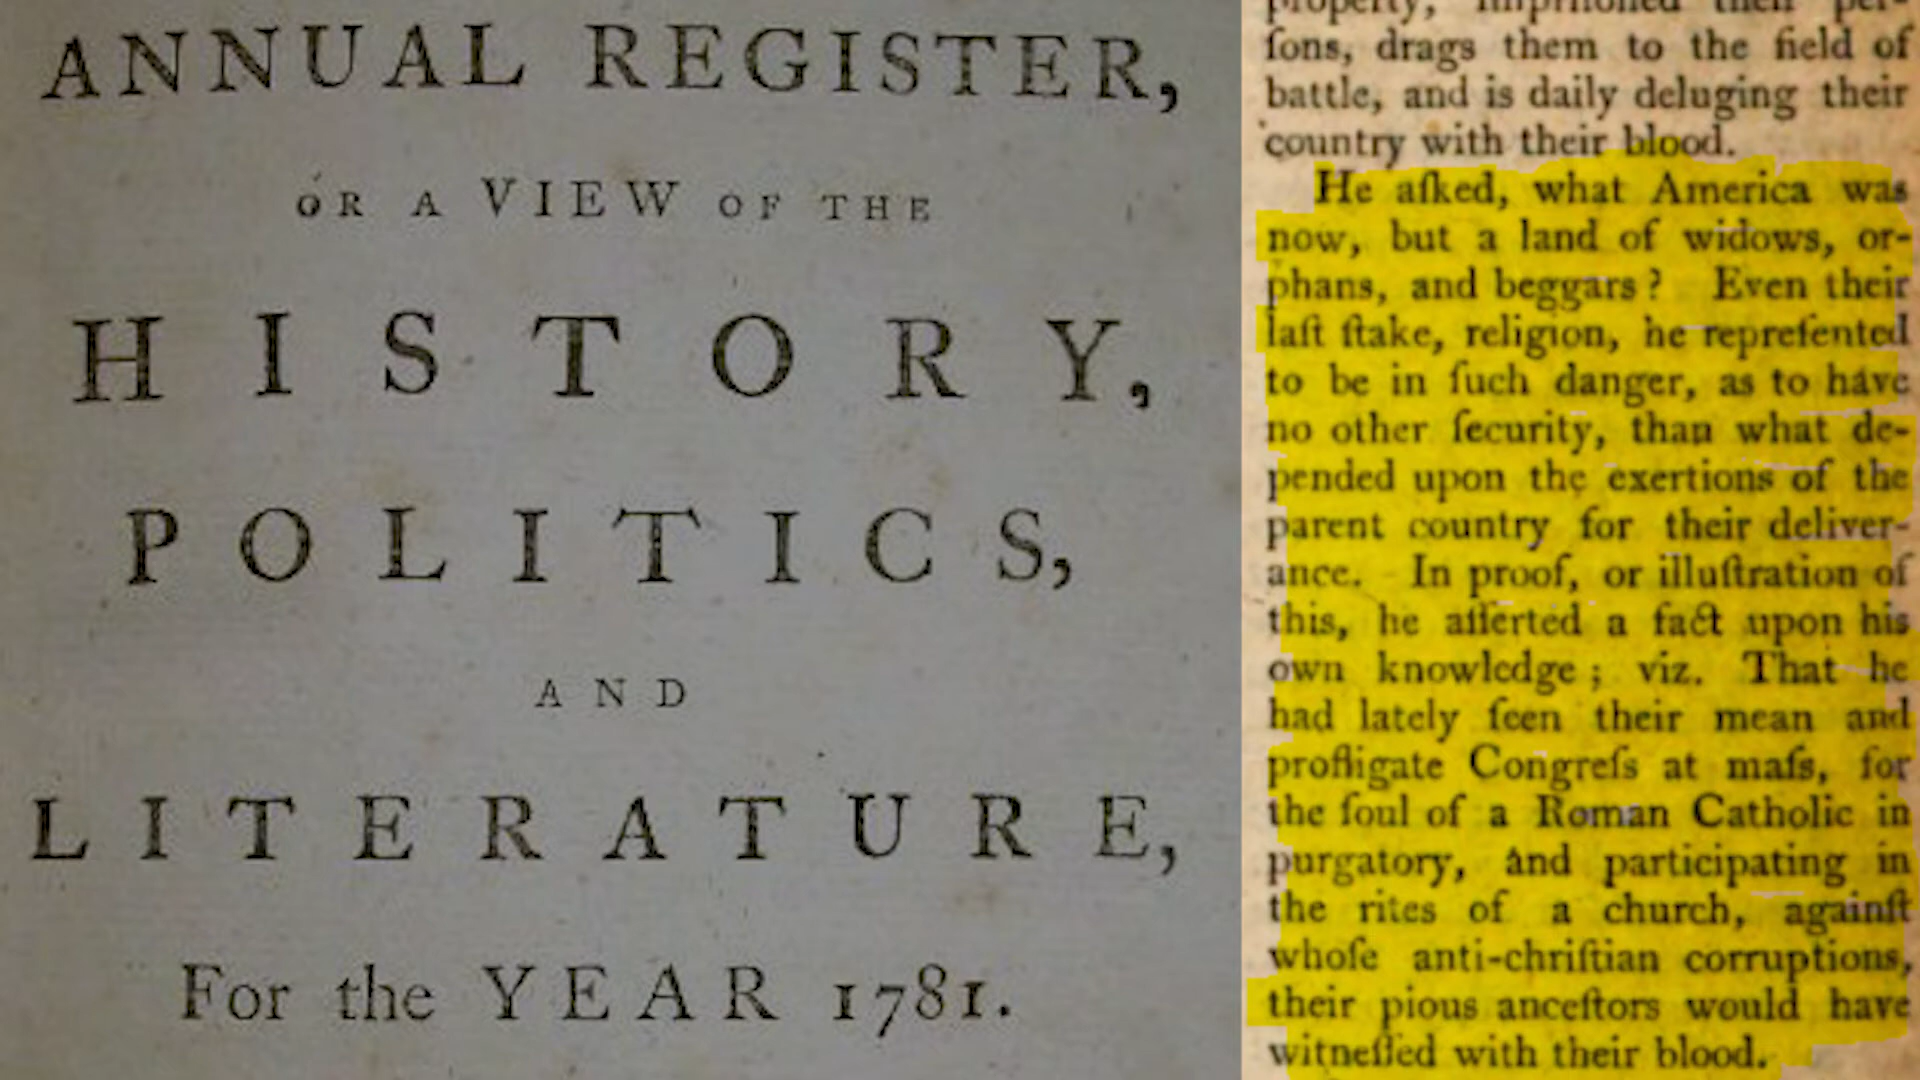 ANNUAL REGISTER,
OR A VIEW OF THE
HISTORY,
POLITICS,
AND
LITERATURE,
For the YEAR 1781.
property, imprisoned their per-
ſons, drags them to the field of
battle, and is daily deluging their
country with their blood.
He aſked, what America was
now, but a land of widows, or-
phans, and beggars? Even their
laſt ſtake, religion, he repreſented
to be in ſuch danger, as to have
no other ſecurity, than what de-
pended upon the exertions of the
parent country for their deliver-
ance. In proof, or illuſtration of
this, he aſſerted a fact upon his
own knowledge; viz. That he
had lately ſeen their mean and
profligate Congreſs at maſs, for
the ſoul of a Roman Catholic in
purgatory, and participating in
the rites of a church, againſt
whoſe anti-chriſtian corruptions,
their pious anceſtors would have
witneſſed with their blood.